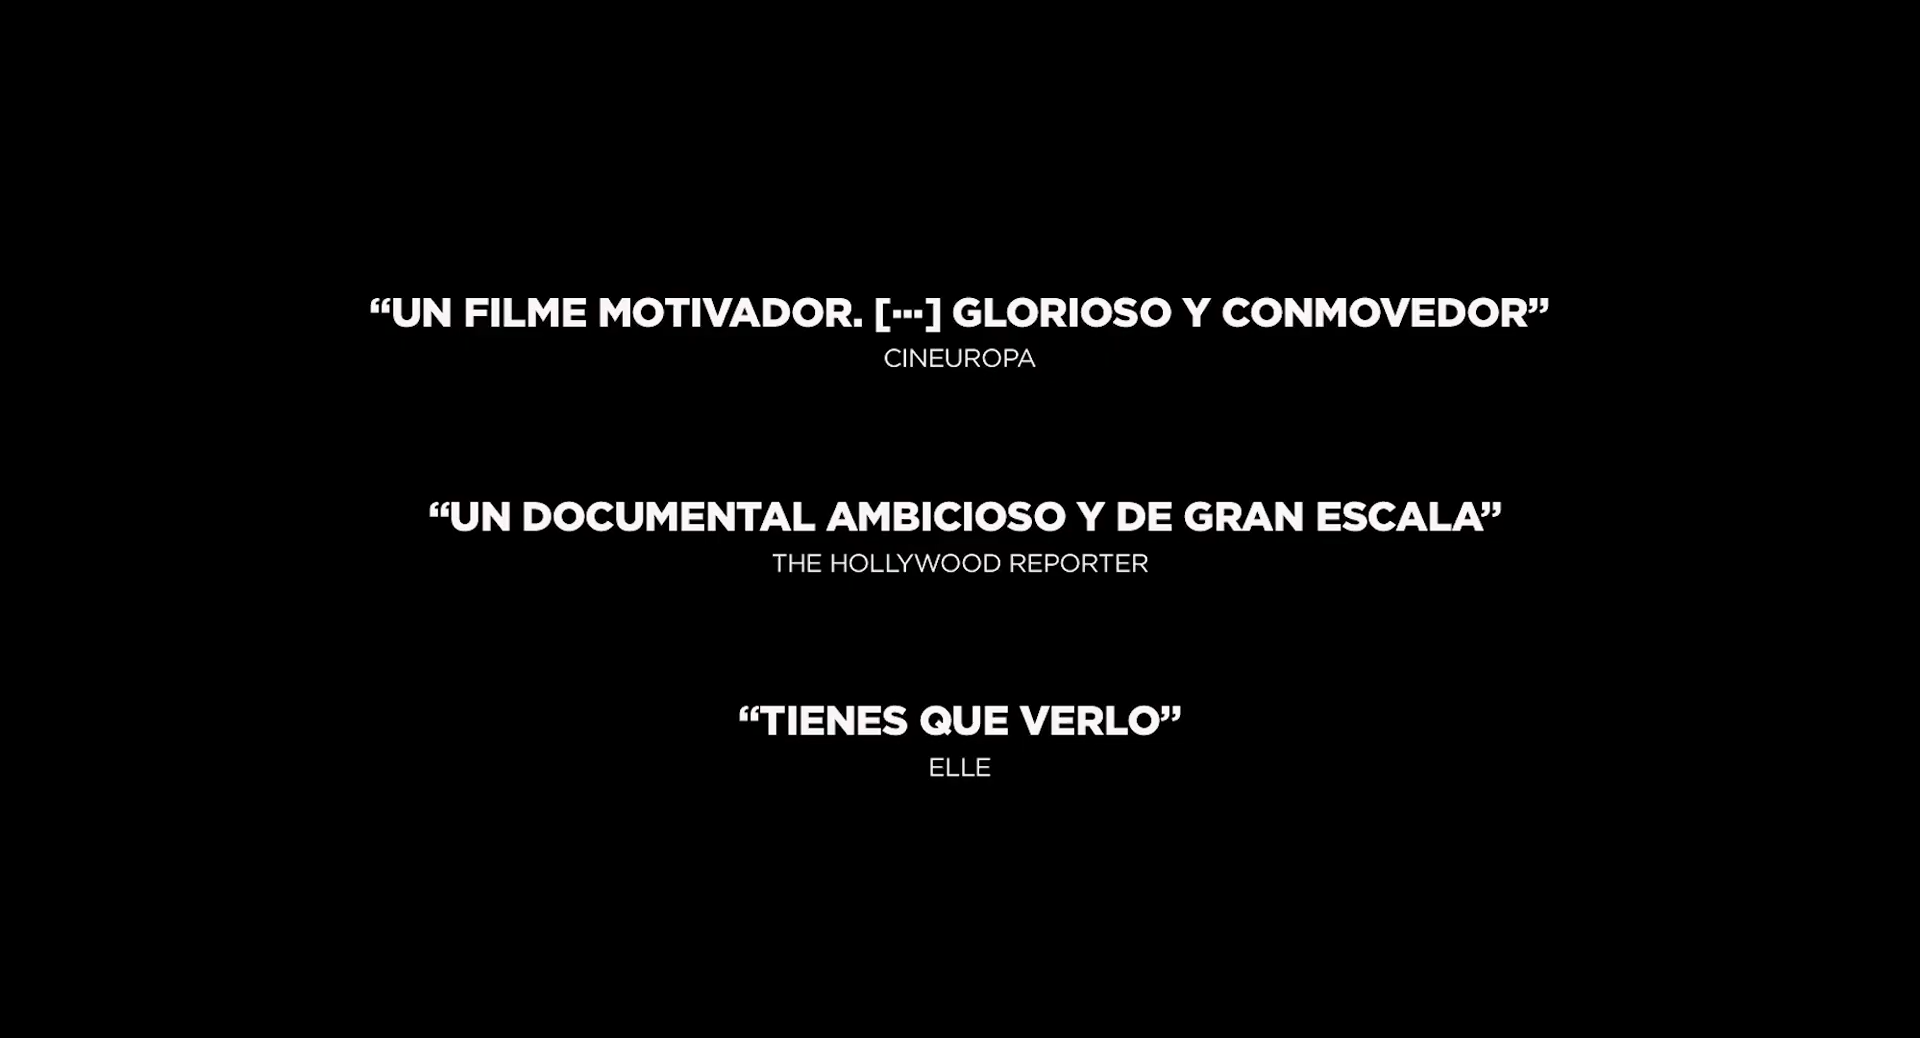 “UN FILME MOTIVADOR. [···] GLORIOSO Y CONMOVEDOR”
CINEUROPA
“UN DOCUMENTAL AMBICIOSO Y DE GRAN ESCALA”
THE HOLLYWOOD REPORTER
“TIENES QUE VERLO”
ELLE